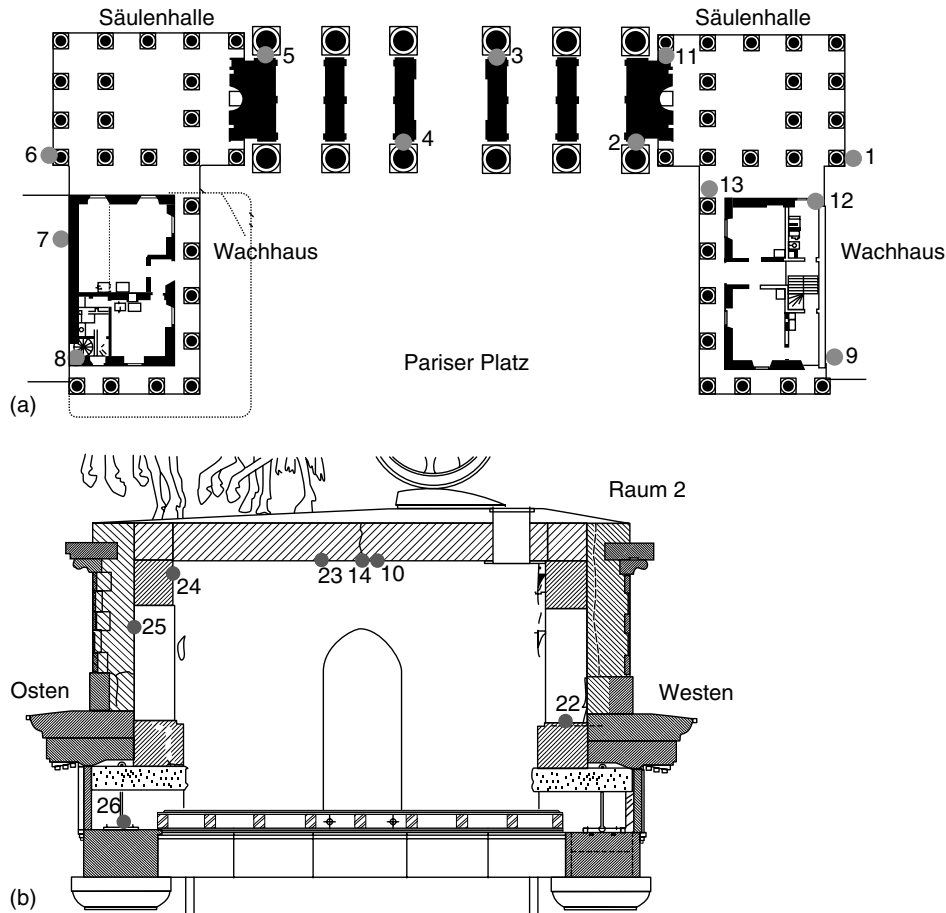 Säulenhalle Säulenhalle
5 3 11
4 2
6 1
13
12
7 Wachhaus Wachhaus
8 Pariser Platz 9
(a)
Raum 2
23 14 10
24
25
Osten Westen
22
26
(b)